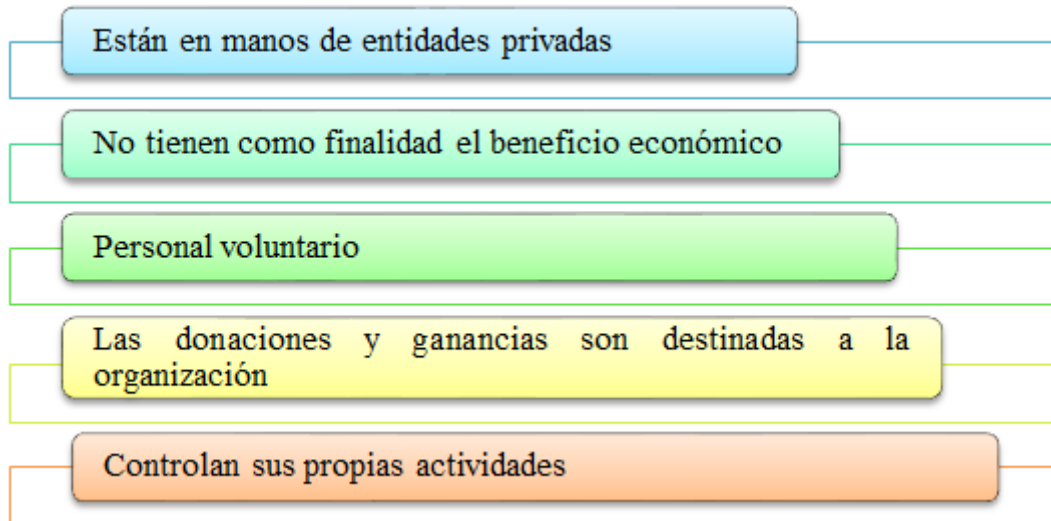 Están en manos de entidades privadas
No tienen como finalidad el beneficio económico
Personal voluntario
Las donaciones y ganancias son destinadas a la
organización
Controlan sus propias actividades